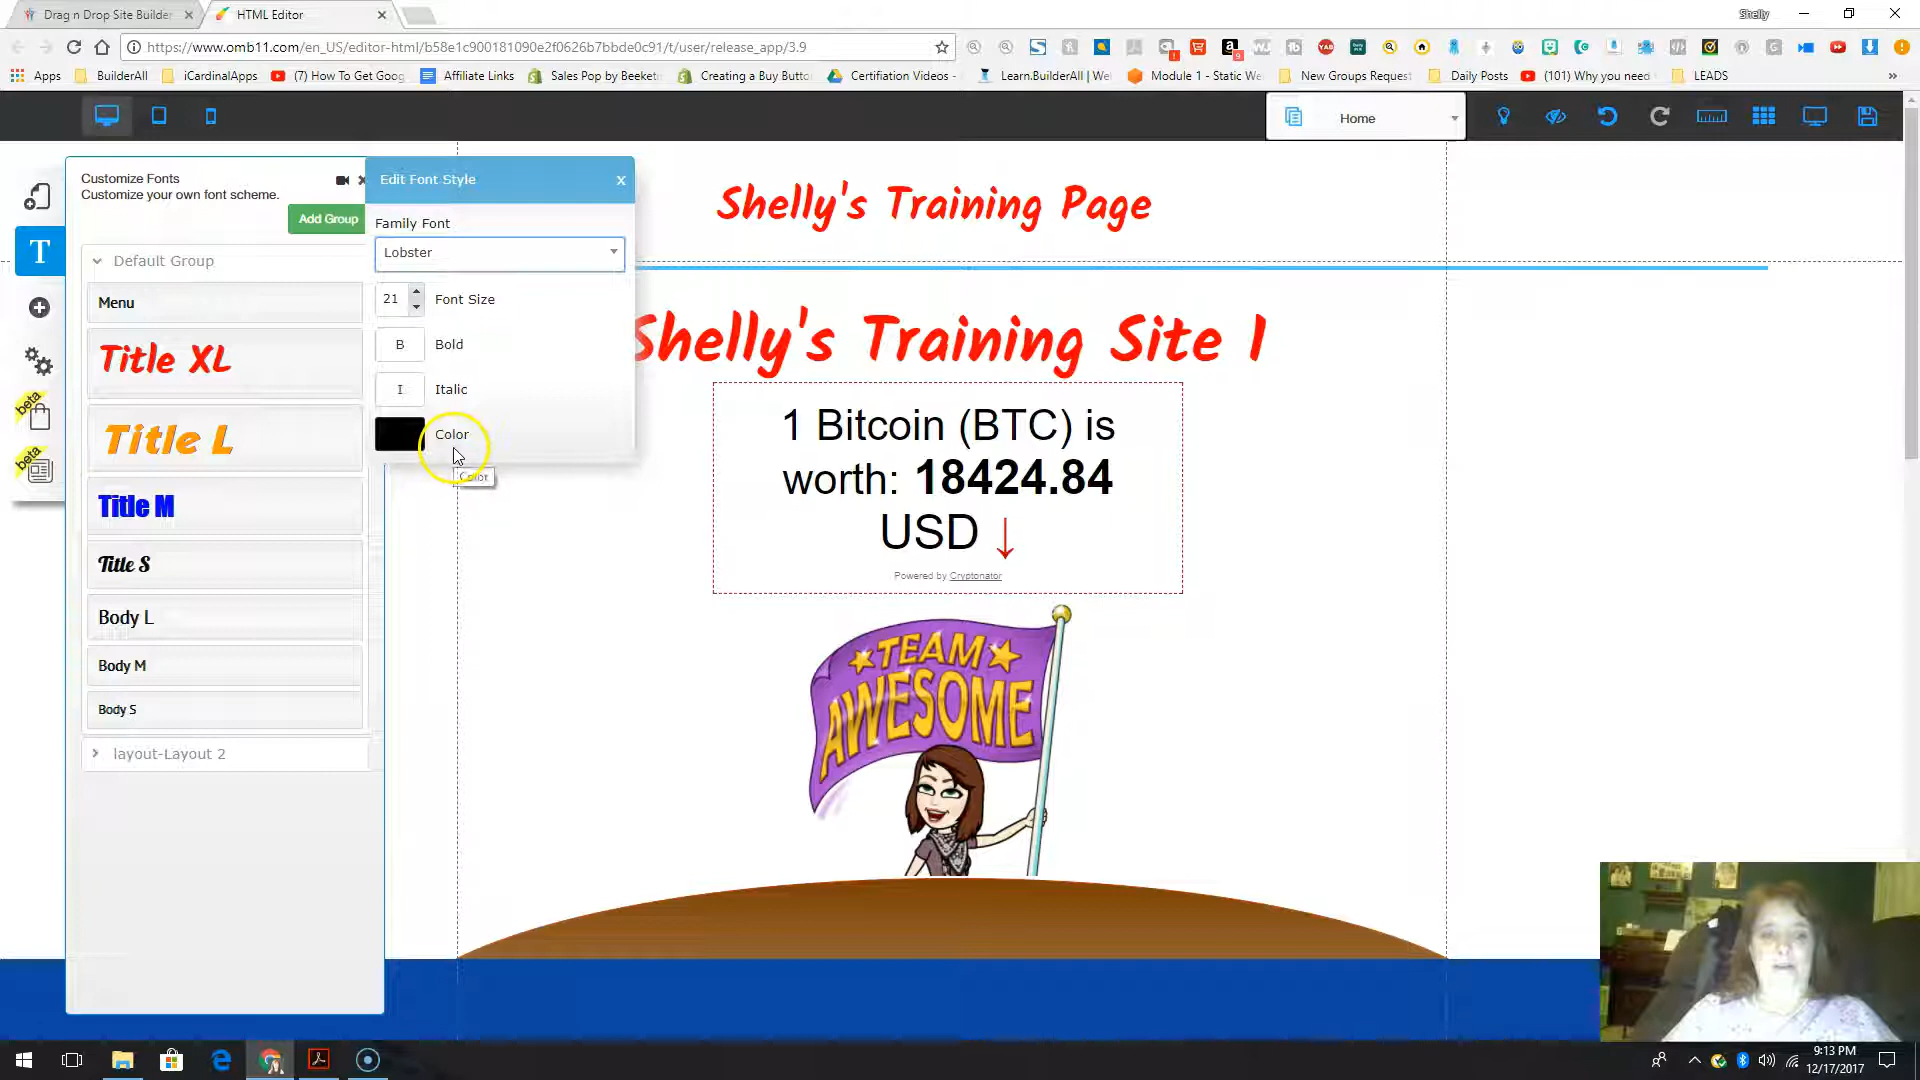 Drag n Drop Site Builder
HTML Editor
Shelly
https://www.omb11.com/en_US/editor-html/b58e1c900181090e2f0626b7bbde0c91/t/user/release_app/3.9
Apps
BuilderAll
iCardinalApps
(7) How To Get Goog
Affiliate Links
Sales Pop by Beeketi
Creating a Buy Butto
Certifiation Videos -
Learn.BuilderAll | We
Module 1 - Static We
New Groups Request
Daily Posts
(101) Why you need
LEADS
»
Home
Customize Fonts
Customize your own font scheme.
Add Group
Default Group
Menu
Title XL
Title L
Title M
Title S
Body L
Body M
Body S
layout-Layout 2
T
beta
beta
Edit Font Style
x
Family Font
Lobster
21
Font Size
B
Bold
I
Italic
Color
Color
Shelly's Training Page
Shelly's Training Site 1
1 Bitcoin (BTC) is
worth: 18424.84
USD ↓
Powered by Cryptonator
TEAM
AWESOME
9:13 PM
12/17/2017